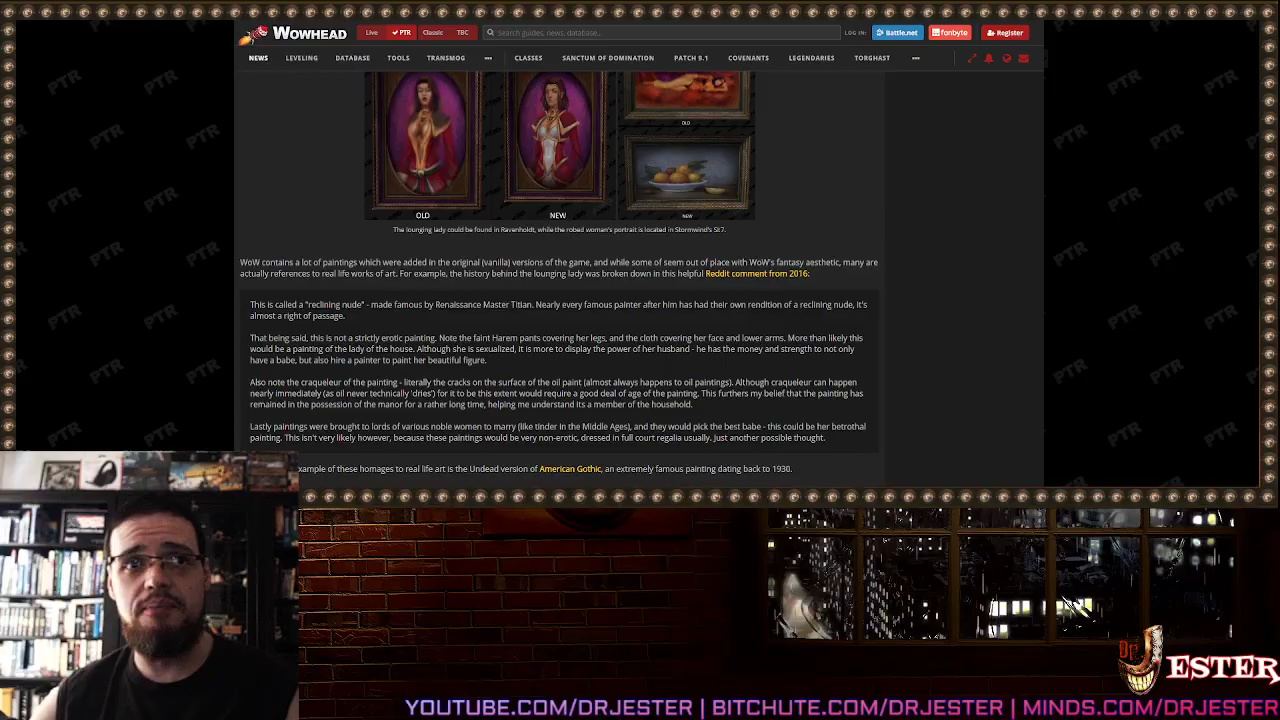 WOWHEAD
Live ✔ PTR Classic TBC
Search guides, news, database...
LOG IN: Battle.net fanbyte Register
NEWS LEVELING DATABASE TOOLS TRANSMOG ••• CLASSES SANCTUM OF DOMINATION PATCH 9.1 COVENANTS LEGENDARIES TORGHAST •••
OLD
OLD NEW NEW
The lounging lady could be found in Ravenholdt, while the robed woman's portrait is located in Stormwind's SI:7.
WoW contains a lot of paintings which were added in the original (vanilla) versions of the game, and while some of seem out of place with WoW's fantasy aesthetic, many are
actually references to real life works of art. For example, the history behind the lounging lady was broken down in this helpful Reddit comment from 2016:
This is called a "reclining nude" - made famous by Renaissance Master Titian. Nearly every famous painter after him has had their own rendition of a reclining nude, it's
almost a right of passage.
That being said, this is not a strictly erotic painting. Note the faint Harem pants covering her legs, and the cloth covering her face and lower arms. More than likely this
would be a painting of the lady of the house. Although she is sexualized, it is more to display the power of her husband - he has the money and strength to not only
have a babe, but also hire a painter to paint her beautiful figure.
Also note the craqueleur of the painting - literally the cracks on the surface of the oil paint (almost always happens to oil paintings). Although craqueleur can happen
nearly immediately (as oil never technically 'dries') for it to be this extent would require a good deal of age of the painting. This furthers my belief that the painting has
remained in the possession of the manor for a rather long time, helping me understand its a member of the household.
Lastly paintings were brought to lords of various noble women to marry (like tinder in the Middle Ages), and they would pick the best babe - this could be her betrothal
painting. This isn't very likely however, because these paintings would be very non-erotic, dressed in full court regalia usually. Just another possible thought.
example of these homages to real life art is the Undead version of American Gothic, an extremely famous painting dating back to 1930.
PTR
DR JESTER
YOUTUBE.COM/DRJESTER | BITCHUTE.COM/DRJESTER | MINDS.COM/DRJESTER